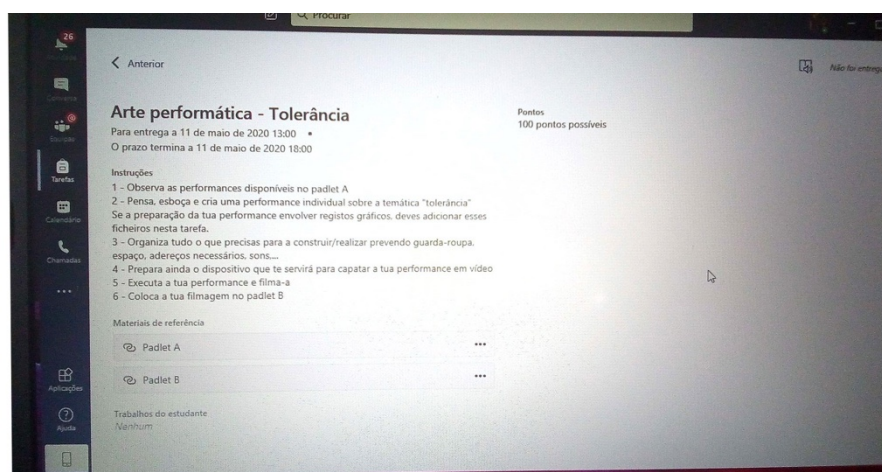 Procurar
26
Anterior
Não foi entreg
Arte performática - Tolerância
Para entrega a 11 de maio de 2020 13:00 •
O prazo termina a 11 de maio de 2020 18:00
Pontos
100 pontos possíveis
Instruções
1 - Observa as performances disponíveis no padlet A
2 - Pensa, esboça e cria uma performance individual sobre a temática "tolerância"
Se a preparação da tua performance envolver registos gráficos, deves adicionar esses
ficheiros nesta tarefa.
3 - Organiza tudo o que precisas para a construir/realizar prevendo guarda-roupa,
espaço, adereços necessários, sons....
4 - Prepara ainda o dispositivo que te servirá para capatar a tua performance em vídeo
5 - Executa a tua performance e filma-a
6 - Coloca a tua filmagem no padlet B
Materiais de referência
Padlet A
Padlet B
Trabalhos do estudante
Nenhum
Equipas
Tarefas
Calendário
Chamadas
Aplicações
Ajuda